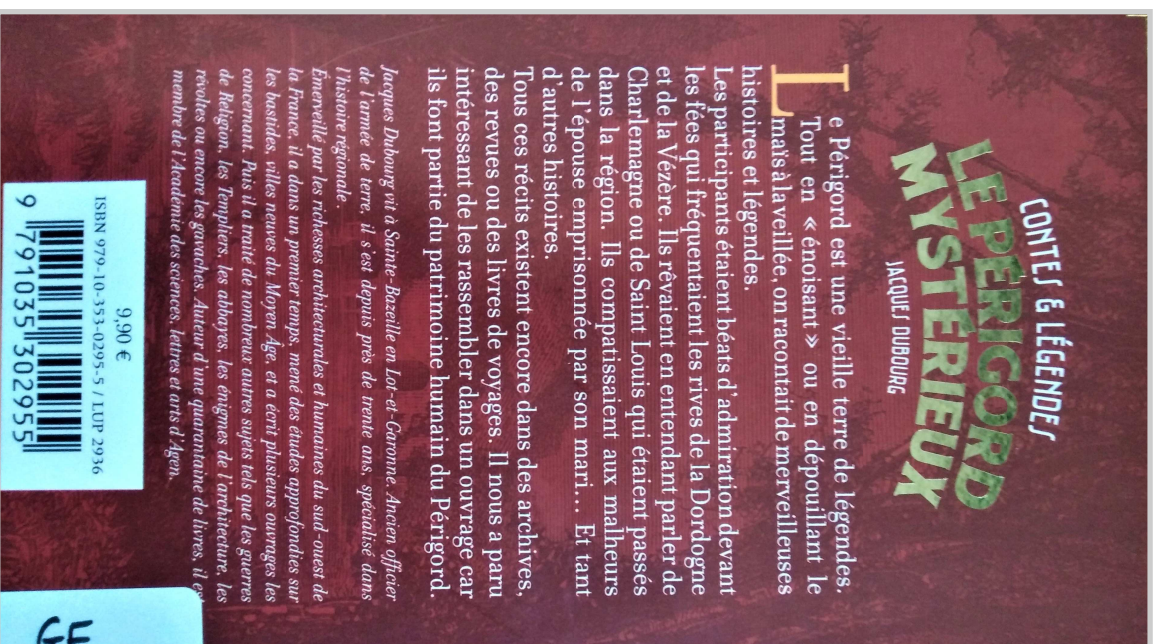 CONTES & LÉGENDES
LE PÉRIGORD
MYSTÉRIEUX
JACQUES DUBOURG
Le Périgord est une vieille terre de légendes.
Tout en « énoisant » ou en dépouillant le
maïs à la veillée, on racontait de merveilleuses
histoires et légendes.
Les participants étaient béats d'admiration devant
les fées qui fréquentaient les rives de la Dordogne
et de la Vézère. Ils rêvaient en entendant parler de
Charlemagne ou de Saint Louis qui étaient passés
dans la région. Ils compatissaient aux malheurs
de l'épouse emprisonnée par son mari... Et tant
d'autres histoires.
Tous ces récits existent encore dans des archives,
des revues ou des livres de voyages. Il nous a paru
intéressant de les rassembler dans un ouvrage car
ils font partie du patrimoine humain du Périgord.
Jacques Dubourg vit à Sainte-Bazeille en Lot-et-Garonne. Ancien officier
de l'armée de terre, il s'est depuis près de trente ans, spécialisé dans
l'histoire régionale.
Émerveillé par les richesses architecturales et humaines du sud-ouest de
la France, il a dans un premier temps, mené des études approfondies sur
les bastides, villes neuves du Moyen Âge, et a écrit plusieurs ouvrages les
concernant. Puis il a traité de nombreux autres sujets tels que les guerres
de Religion, les Templiers, les abbayes, les énigmes de l'architecture, les
révoltes ou encore les gavaches. Auteur d'une quarantaine de livres, il est
membre de l'Académie des sciences, lettres et arts d'Agen.
9,90 €
ISBN 979-10-353-0295-5 / LUP 2936
9 791035 302955
GE